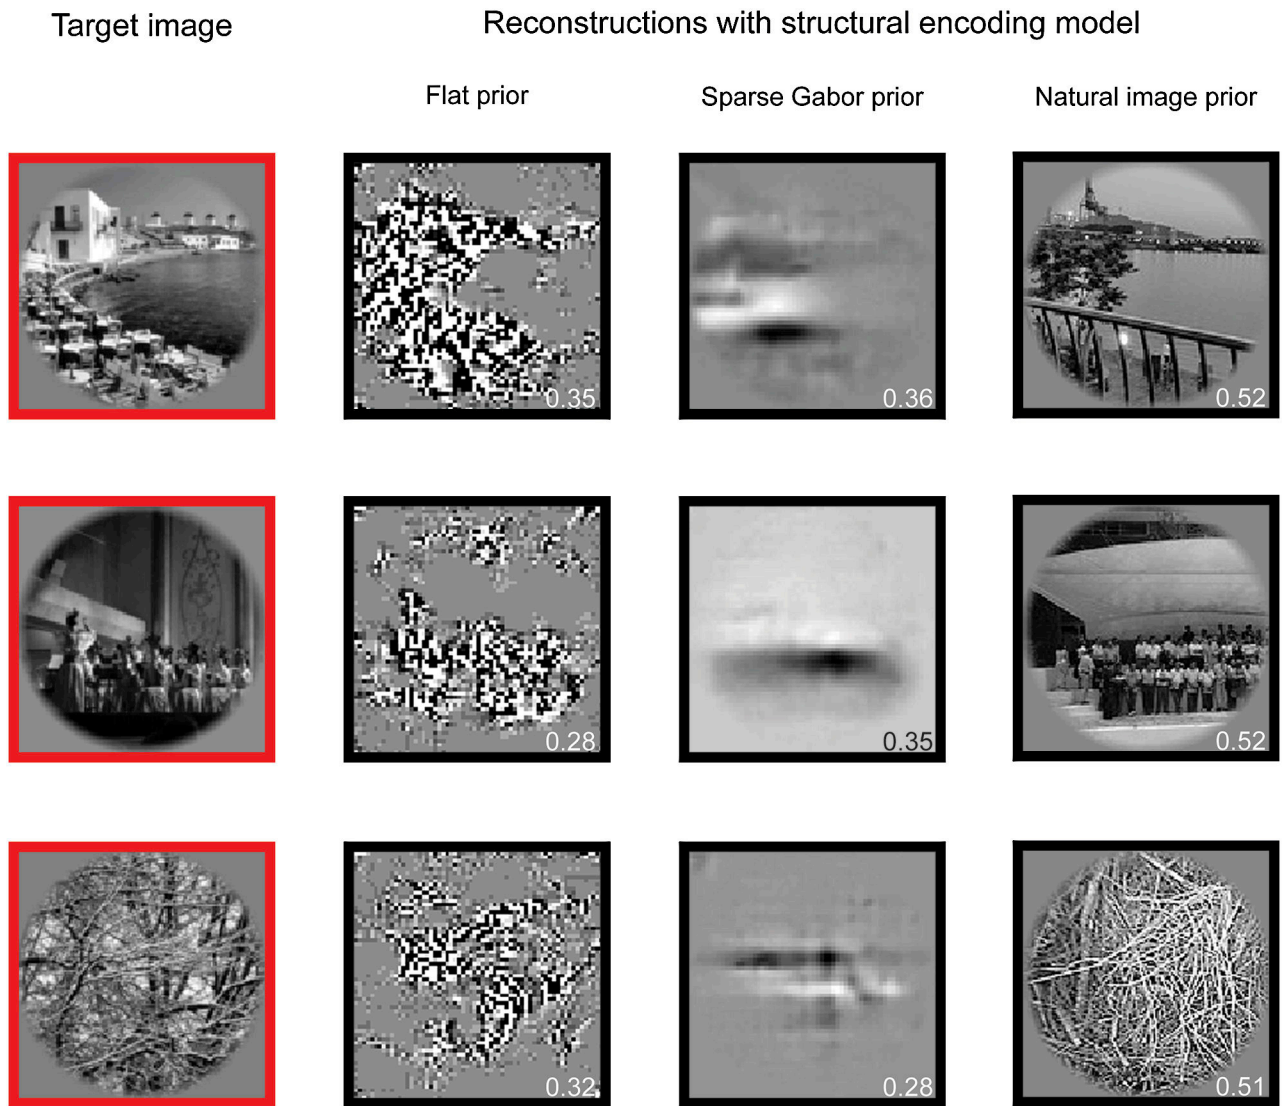 Target image
Reconstructions with structural encoding model
Flat prior
Sparse Gabor prior
Natural image prior
0.35
0.36
0.52
0.28
0.35
0.52
0.32
0.28
0.51